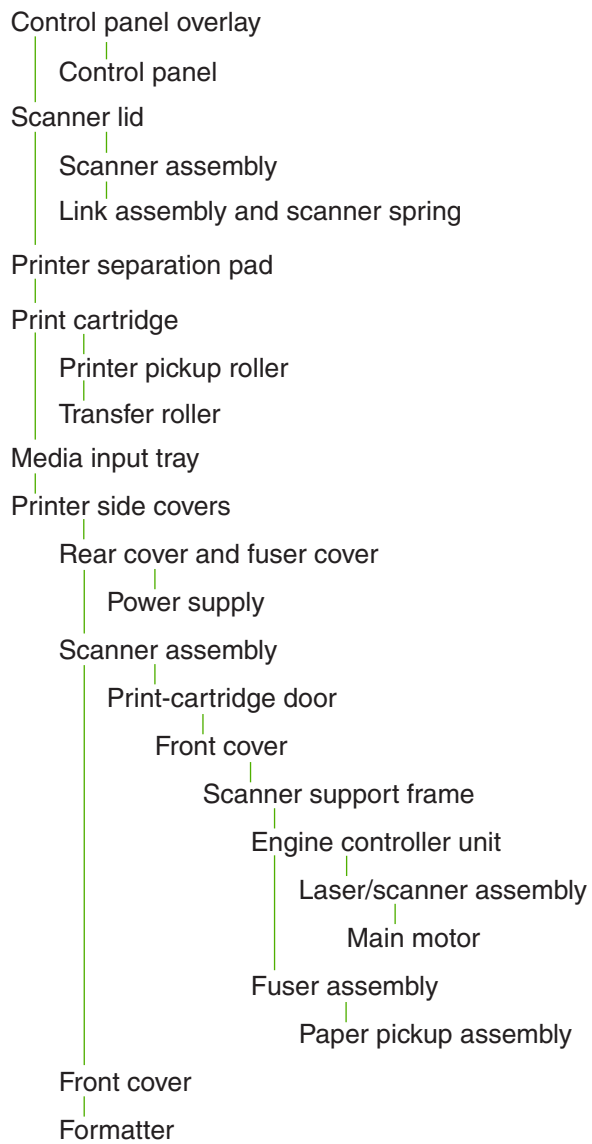 Control panel overlay
Control panel
Scanner lid
Scanner assembly
Link assembly and scanner spring
Printer separation pad
Print cartridge
Printer pickup roller
Transfer roller
Media input tray
Printer side covers
Rear cover and fuser cover
Power supply
Scanner assembly
Print-cartridge door
Front cover
Scanner support frame
Engine controller unit
Laser/scanner assembly
Main motor
Fuser assembly
Paper pickup assembly
Front cover
Formatter